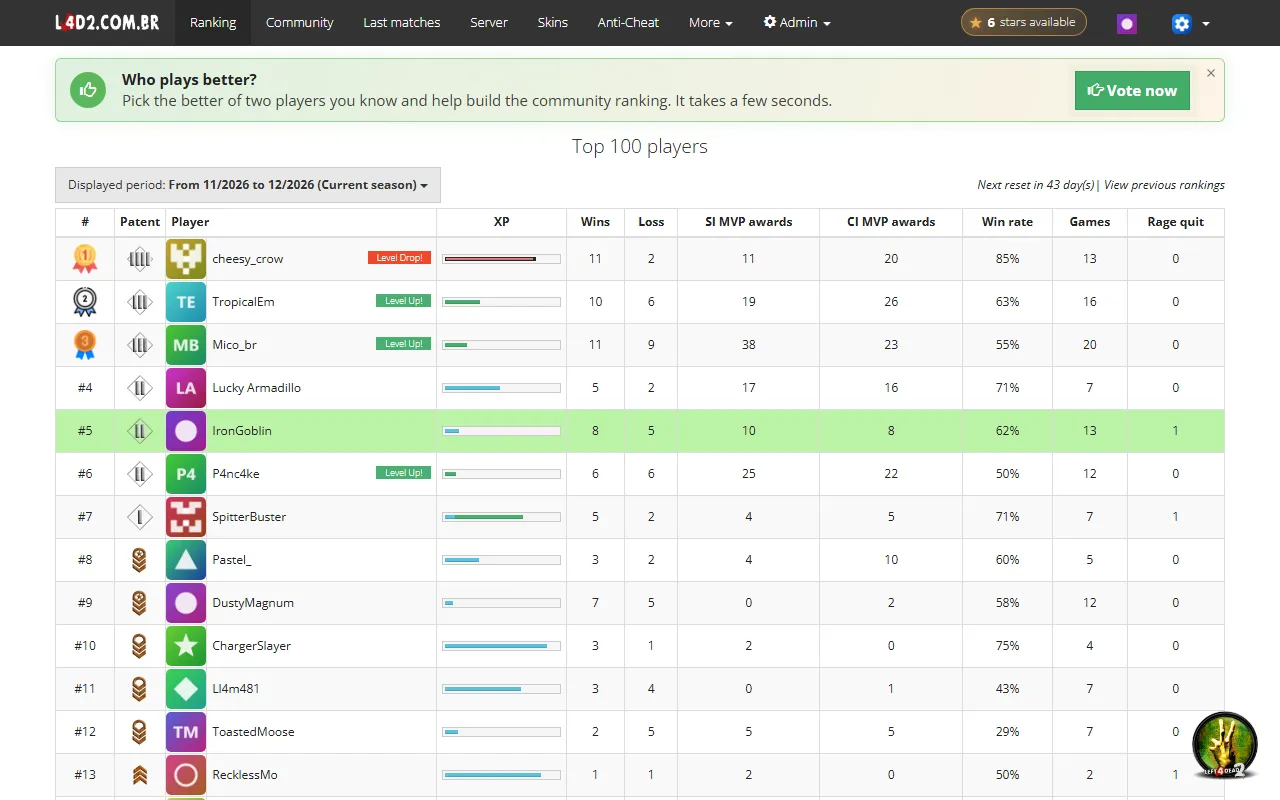 L4D2.COM.BR Ranking Community Last matches Server Skins Anti-Cheat More Admin 6 stars available
Who plays better?
Pick the better of two players you know and help build the community ranking. It takes a few seconds.
Vote now
×
Top 100 players
Displayed period: From 11/2026 to 12/2026 (Current season)
Next reset in 43 day(s)| View previous rankings
# Patent Player XP Wins Loss SI MVP awards CI MVP awards Win rate Games Rage quit
1 cheesy_crow Level Drop! 11 2 11 20 85% 13 0
2 TE TropicalEm Level Up! 10 6 19 26 63% 16 0
3 MB Mico_br Level Up! 11 9 38 23 55% 20 0
#4 LA Lucky Armadillo 5 2 17 16 71% 7 0
#5 IronGoblin 8 5 10 8 62% 13 1
#6 P4 P4nc4ke Level Up! 6 6 25 22 50% 12 0
#7 SpitterBuster 5 2 4 5 71% 7 1
#8 Pastel_ 3 2 4 10 60% 5 0
#9 DustyMagnum 7 5 0 2 58% 12 0
#10 ChargerSlayer 3 1 2 0 75% 4 0
#11 Ll4m481 3 4 0 1 43% 7 0
#12 TM ToastedMoose 2 5 5 5 29% 7 0
#13 RecklessMo 1 1 2 0 50% 2 1
LEFT 4 DEAD 2